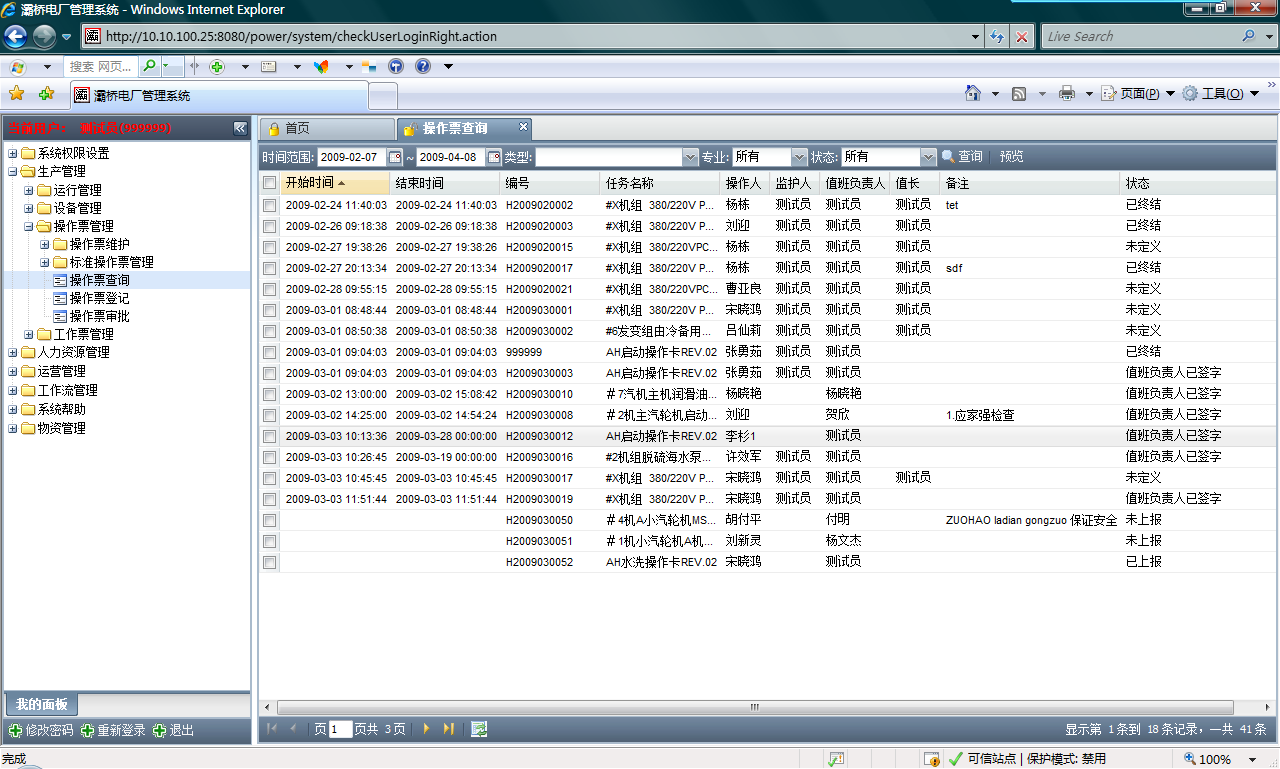 灞桥电厂管理系统 - Windows Internet Explorer
http://10.10.100.25:8080/power/system/checkUserLoginRight.action
Live Search
搜索 网页...
灞桥电厂管理系统
页面(P)
工具(O)
当前用户： 测试员(999999)
首页
操作票查询
时间范围: 2009-02-07 ~ 2009-04-08 类型: 专业: 所有 状态: 所有 查询 预览
系统权限设置
生产管理
运行管理
设备管理
操作票管理
操作票维护
标准操作票管理
操作票查询
操作票登记
操作票审批
工作票管理
人力资源管理
运营管理
工作流管理
系统帮助
物资管理
开始时间 结束时间 编号 任务名称 操作人 监护人 值班负责人 值长 备注 状态
2009-02-24 11:40:03 2009-02-24 11:40:03 H2009020002 #X机组 380/220V P... 杨栋 测试员 测试员 测试员 tet 已终结
2009-02-26 09:18:38 2009-02-26 09:18:38 H2009020003 #X机组 380/220V P... 刘迎 测试员 测试员 测试员 已终结
2009-02-27 19:38:26 2009-02-27 19:38:26 H2009020015 #X机组 380/220VPC... 杨栋 测试员 测试员 测试员 未定义
2009-02-27 20:13:34 2009-02-27 20:13:34 H2009020017 #X机组 380/220V P... 杨栋 测试员 测试员 测试员 sdf 已终结
2009-02-28 09:55:15 2009-02-28 09:55:15 H2009020021 #X机组 380/220VPC... 曹亚良 测试员 测试员 测试员 未定义
2009-03-01 08:48:44 2009-03-01 08:48:44 H2009030001 #X机组 380/220V P... 宋晓鸿 测试员 测试员 测试员 未定义
2009-03-01 08:50:38 2009-03-01 08:50:38 H2009030002 #6发变组由冷备用... 吕仙莉 测试员 测试员 测试员 未定义
2009-03-01 09:04:03 2009-03-01 09:04:03 999999 AH启动操作卡REV.02 张勇茹 测试员 测试员 已终结
2009-03-01 09:04:03 2009-03-01 09:04:03 H2009030003 AH启动操作卡REV.02 张勇茹 测试员 测试员 值班负责人已签字
2009-03-02 13:00:00 2009-03-02 15:08:42 H2009030010 ＃7汽机主机润滑油... 杨晓艳 杨晓艳 值班负责人已签字
2009-03-02 14:25:00 2009-03-02 14:54:24 H2009030008 ＃2机主汽轮机启动... 刘迎 贺欣 1.应家强检查 值班负责人已签字
2009-03-03 10:13:36 2009-03-28 00:00:00 H2009030012 AH启动操作卡REV.02 李杉1 测试员 值班负责人已签字
2009-03-03 10:26:45 2009-03-19 00:00:00 H2009030016 #2机组脱硫海水泵... 许效军 测试员 测试员 值班负责人已签字
2009-03-03 10:45:45 2009-03-03 10:45:45 H2009030017 #X机组 380/220V P... 宋晓鸿 测试员 测试员 测试员 未定义
2009-03-03 11:51:44 2009-03-03 11:51:44 H2009030019 #X机组 380/220V P... 宋晓鸿 测试员 测试员 值班负责人已签字
H2009030050 ＃4机A小汽轮机MS... 胡付平 付明 ZUOHAO ladian gongzuo 保证安全 未上报
H2009030051 ＃1机小汽轮机A机... 刘新灵 杨文杰 未上报
H2009030052 AH水洗操作卡REV.02 宋晓鸿 测试员 已上报
我的面板
修改密码 重新登录 退出
页 1 页共 3 页
显示第 1条到 18条记录，一共 41条
完成
可信站点 | 保护模式: 禁用
100%